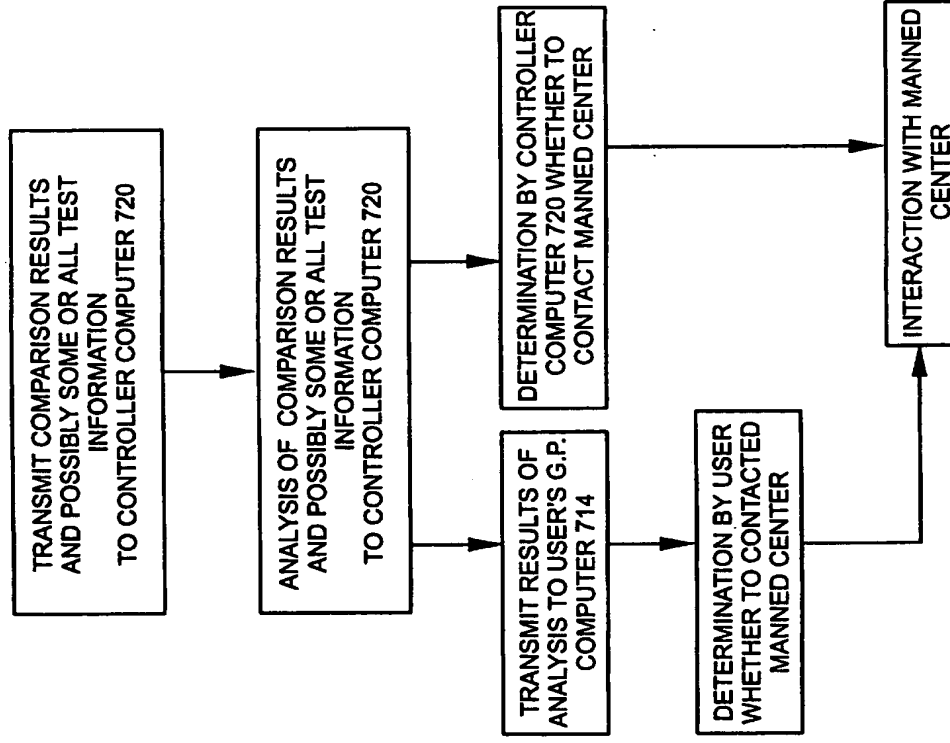 TRANSMIT COMPARISON RESULTS
AND POSSIBLY SOME OR ALL TEST
INFORMATION
TO CONTROLLER COMPUTER 720
ANALYSIS OF COMPARISON RESULTS
AND POSSIBLY SOME OR ALL TEST
INFORMATION
TO CONTROLLER COMPUTER 720
TRANSMIT RESULTS OF
ANALYSIS TO USER'S G.P.
COMPUTER 714
DETERMINATION BY CONTROLLER
COMPUTER 720 WHETHER TO
CONTACT MANNED CENTER
DETERMINATION BY USER
WHETHER TO CONTACTED
MANNED CENTER
INTERACTION WITH MANNED
CENTER